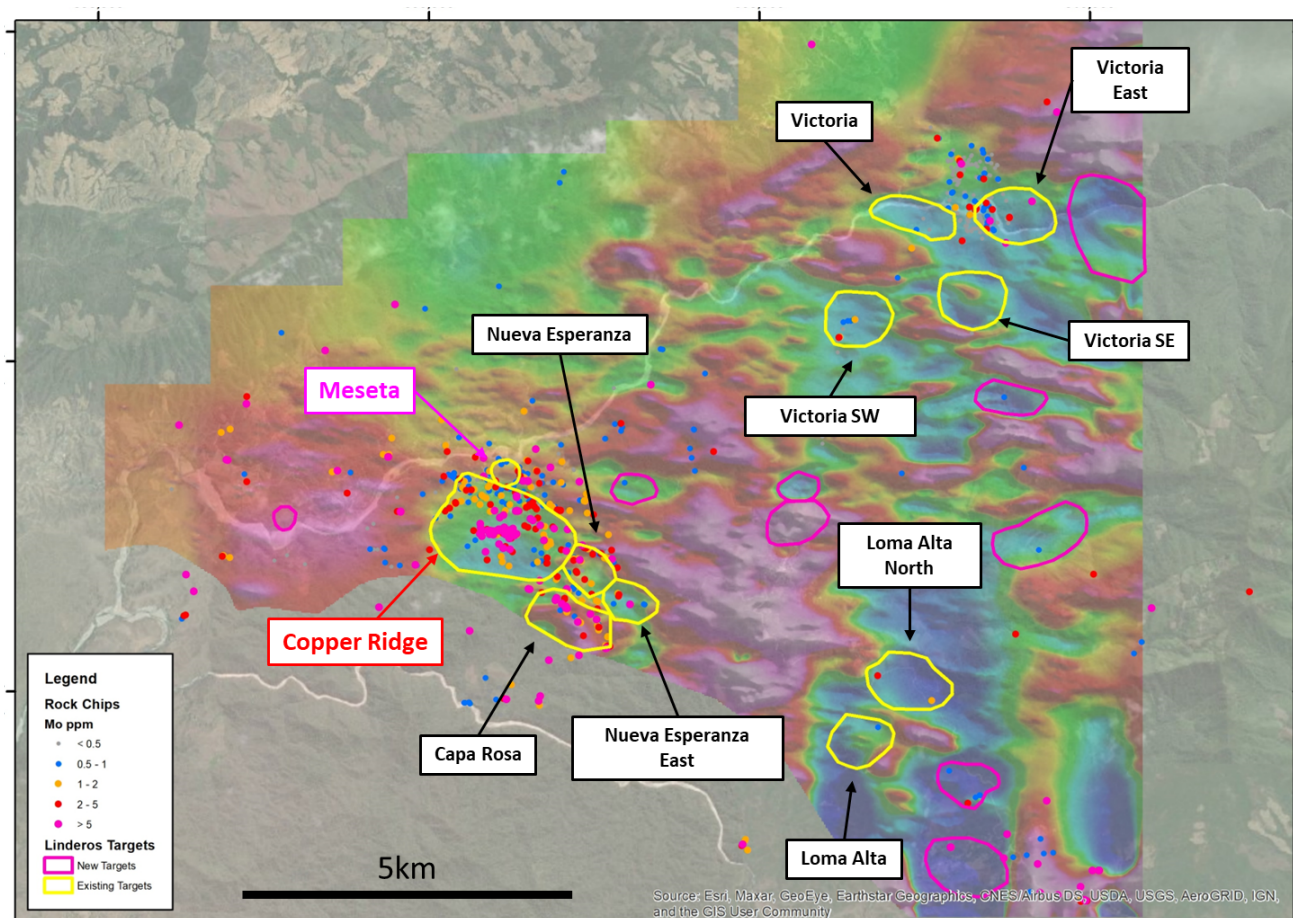 Victoria
East
Victoria
Nueva Esperanza
Victoria SE
Meseta
Victoria SW
Loma Alta
North
Copper Ridge
Nueva Esperanza
East
Capa Rosa
Loma Alta
Legend
Rock Chips
Mo ppm
< 0.5
0.5 - 1
1 - 2
2 - 5
> 5
Linderos Targets
New Targets
Existing Targets
5km
Source: Esri, Maxar, GeoEye, Earthstar Geographics, CNES/Airbus DS, USDA, USGS, AeroGRID, IGN,
and the GIS User Community